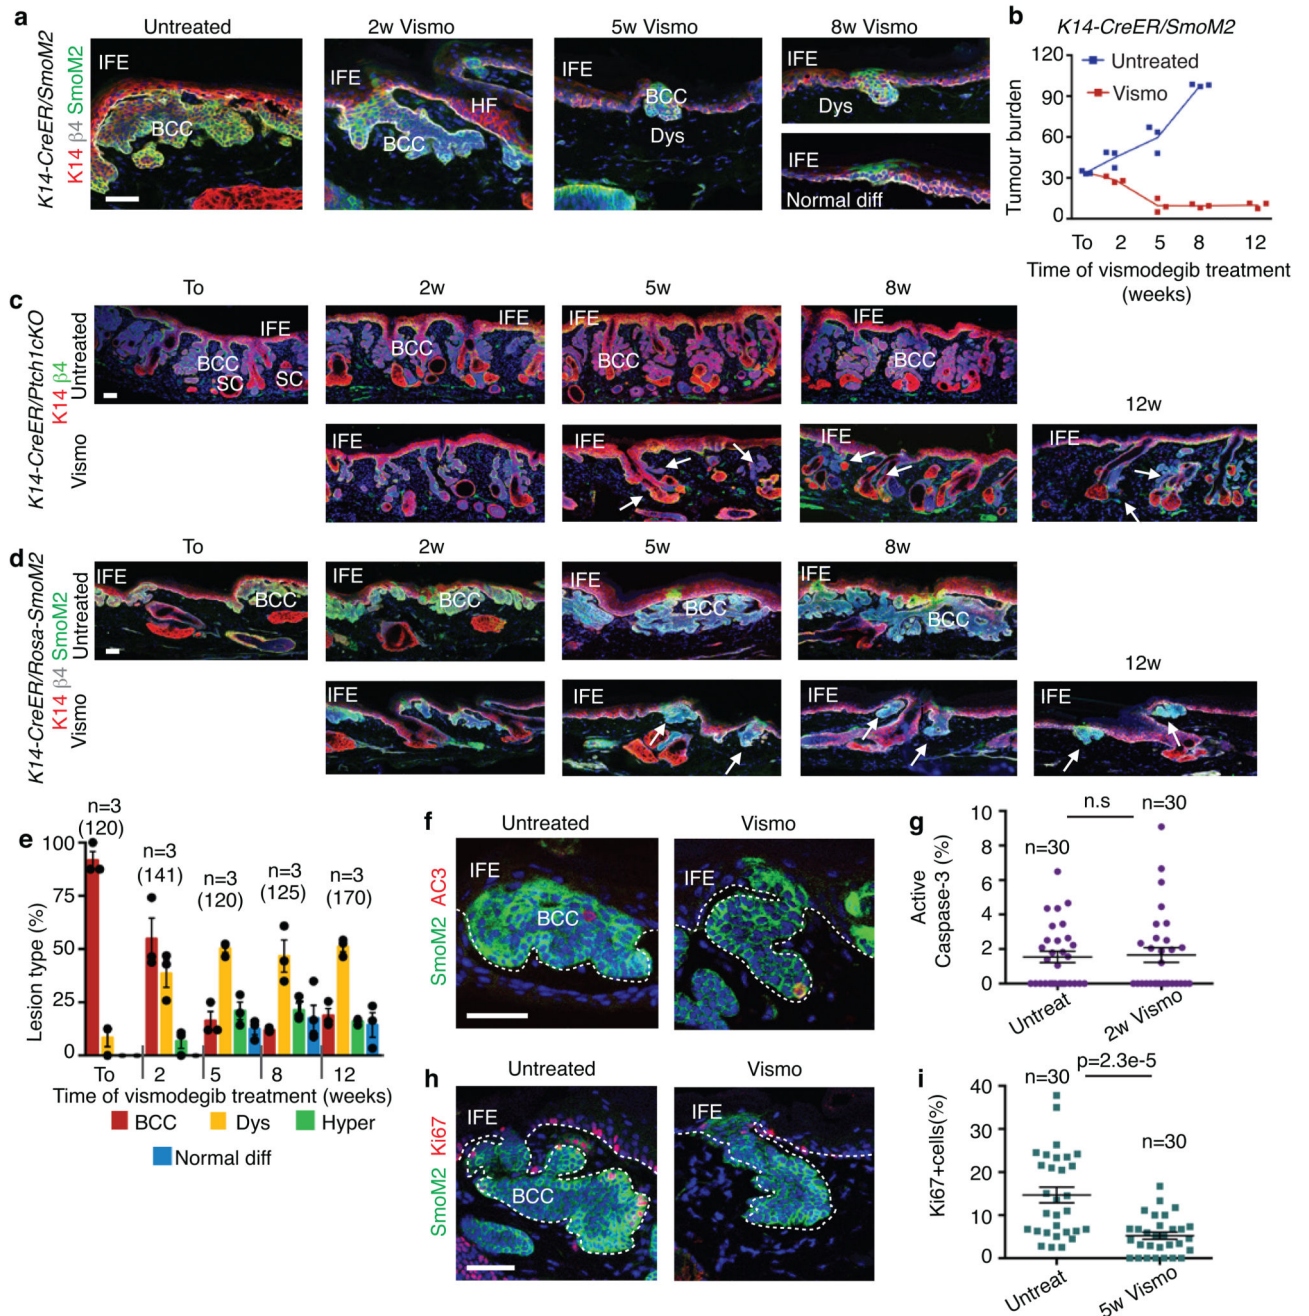 a
Untreated
2w Vismo
5w Vismo
8w Vismo
K14-CreER/SmoM2
K14 β4 SmoM2
IFE
BCC
IFE
HF
BCC
IFE
BCC
Dys
IFE
Dys
IFE
Normal diff
b
K14-CreER/SmoM2
Untreated
Vismo
Tumour burden
120
90
60
30
0
To 2 5 8 12
Time of vismodegib treatment
(weeks)
c
To
2w
5w
8w
K14-CreER/Ptch1cKO
K14 β4
Untreated
IFE
BCC
SC
SC
IFE
BCC
IFE
BCC
IFE
BCC
12w
Vismo
IFE
IFE
IFE
IFE
d
To
2w
5w
8w
K14-CreER/Rosa-SmoM2
K14 β4 SmoM2
Untreated
IFE
BCC
IFE
BCC
IFE
BCC
IFE
BCC
12w
Vismo
IFE
IFE
IFE
IFE
e
n=3
(120)
n=3
(141)
n=3
(120)
n=3
(125)
n=3
(170)
Lesion type (%)
100
75
50
25
0
To 2 5 8 12
Time of vismodegib treatment (weeks)
BCC Dys Hyper
Normal diff
f
Untreated
Vismo
SmoM2 AC3
IFE
BCC
IFE
g
n.s
n=30
n=30
Active
Caspase-3 (%)
10
8
6
4
2
0
Untreat
2w Vismo
h
Untreated
Vismo
SmoM2 Ki67
IFE
BCC
IFE
i
n=30
p=2.3e-5
n=30
Ki67+cells(%)
40
30
20
10
0
Untreat
5w Vismo